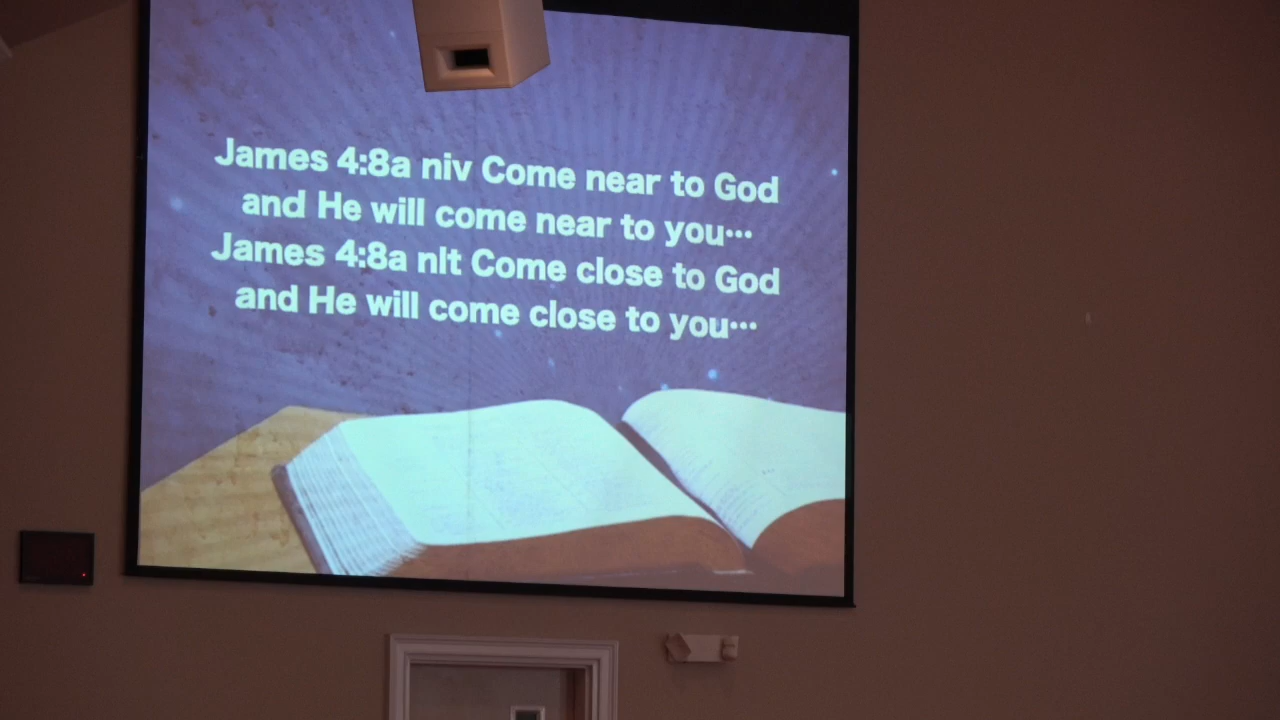 James 4:8a niv Come near to God
and He will come near to you…
James 4:8a nlt Come close to God
and He will come close to you…